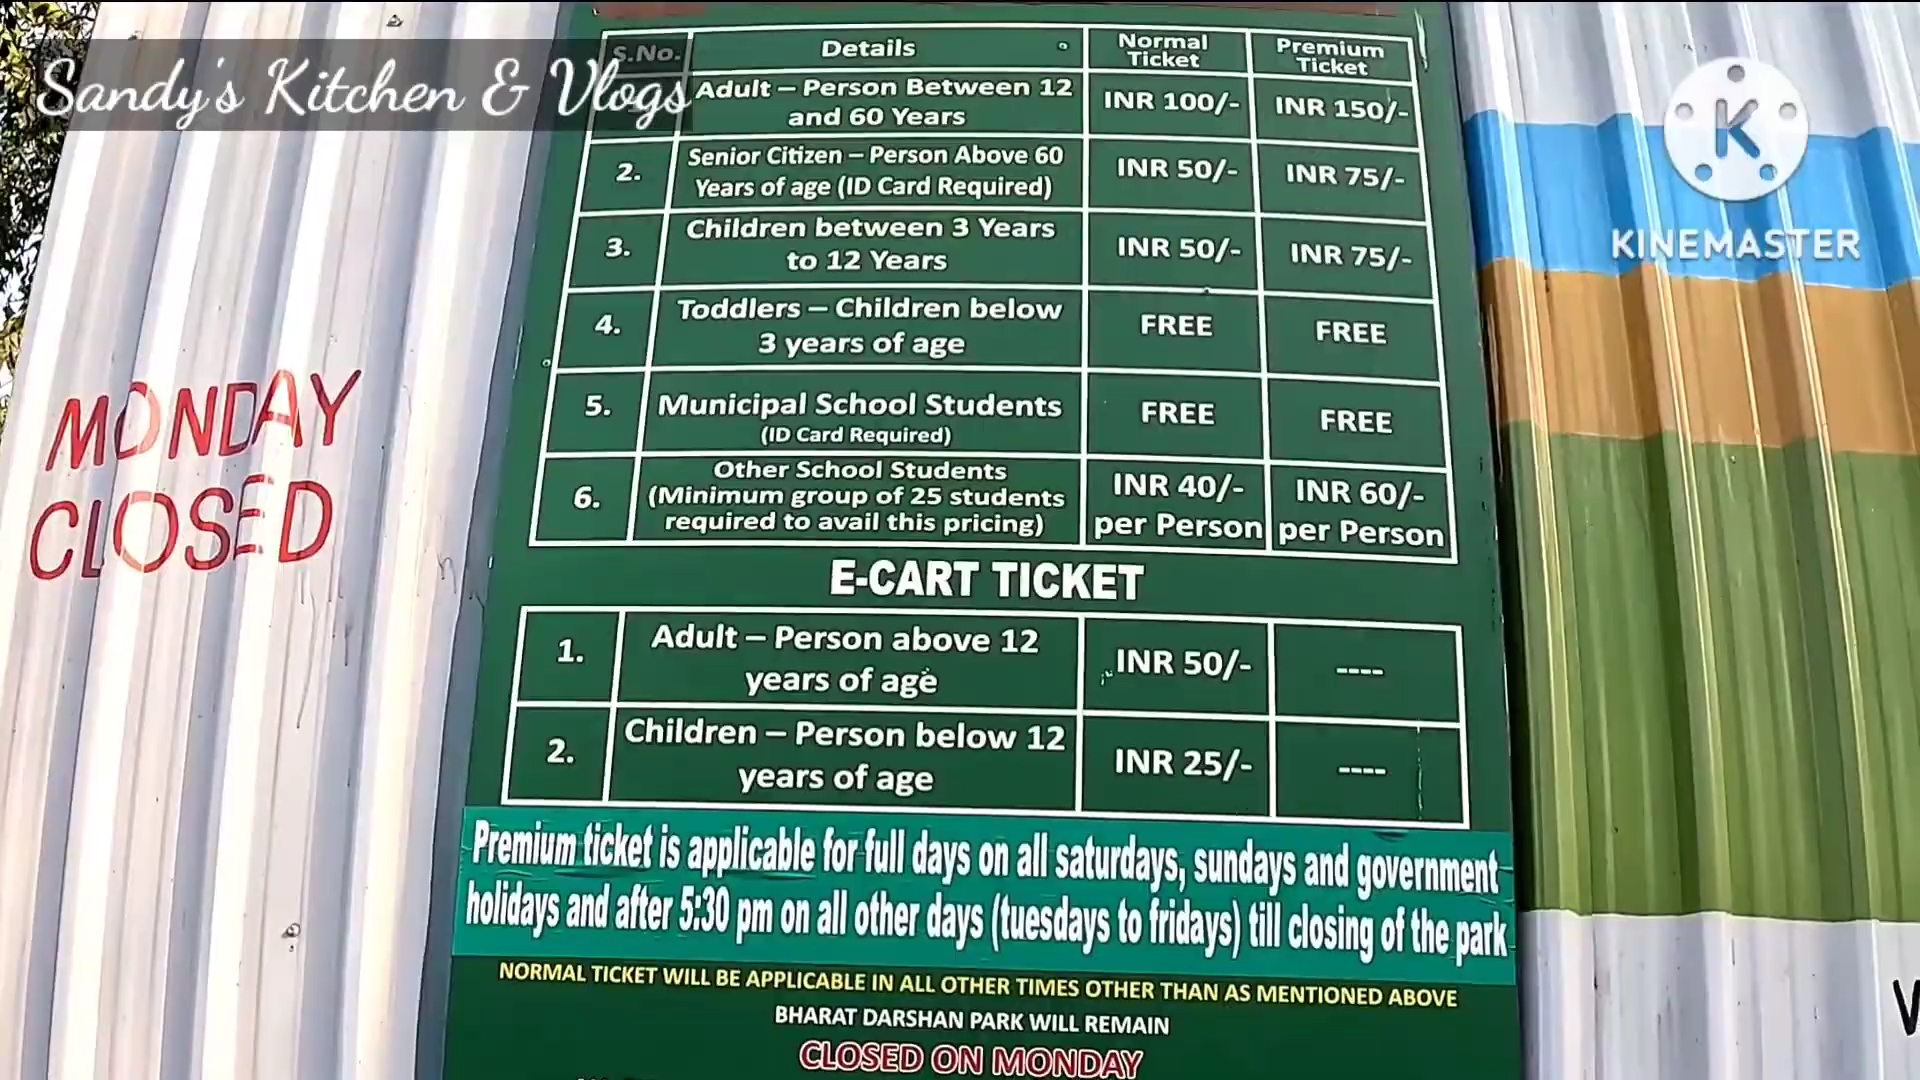 Sandy's Kitchen & Vlogs
KINEMASTER
MONDAY
CLOSED
S.No. Details Normal Ticket Premium Ticket
Adult – Person Between 12
and 60 Years INR 100/- INR 150/-
2. Senior Citizen – Person Above 60
Years of age (ID Card Required) INR 50/- INR 75/-
3. Children between 3 Years
to 12 Years INR 50/- INR 75/-
4. Toddlers – Children below
3 years of age FREE FREE
5. Municipal School Students
(ID Card Required) FREE FREE
6. Other School Students
(Minimum group of 25 students
required to avail this pricing) INR 40/- per Person INR 60/- per Person
E-CART TICKET
1. Adult – Person above 12
years of age INR 50/- ----
2. Children – Person below 12
years of age INR 25/- ----
Premium ticket is applicable for full days on all saturdays, sundays and government
holidays and after 5:30 pm on all other days (tuesdays to fridays) till closing of the park
NORMAL TICKET WILL BE APPLICABLE IN ALL OTHER TIMES OTHER THAN AS MENTIONED ABOVE
BHARAT DARSHAN PARK WILL REMAIN
CLOSED ON MONDAY